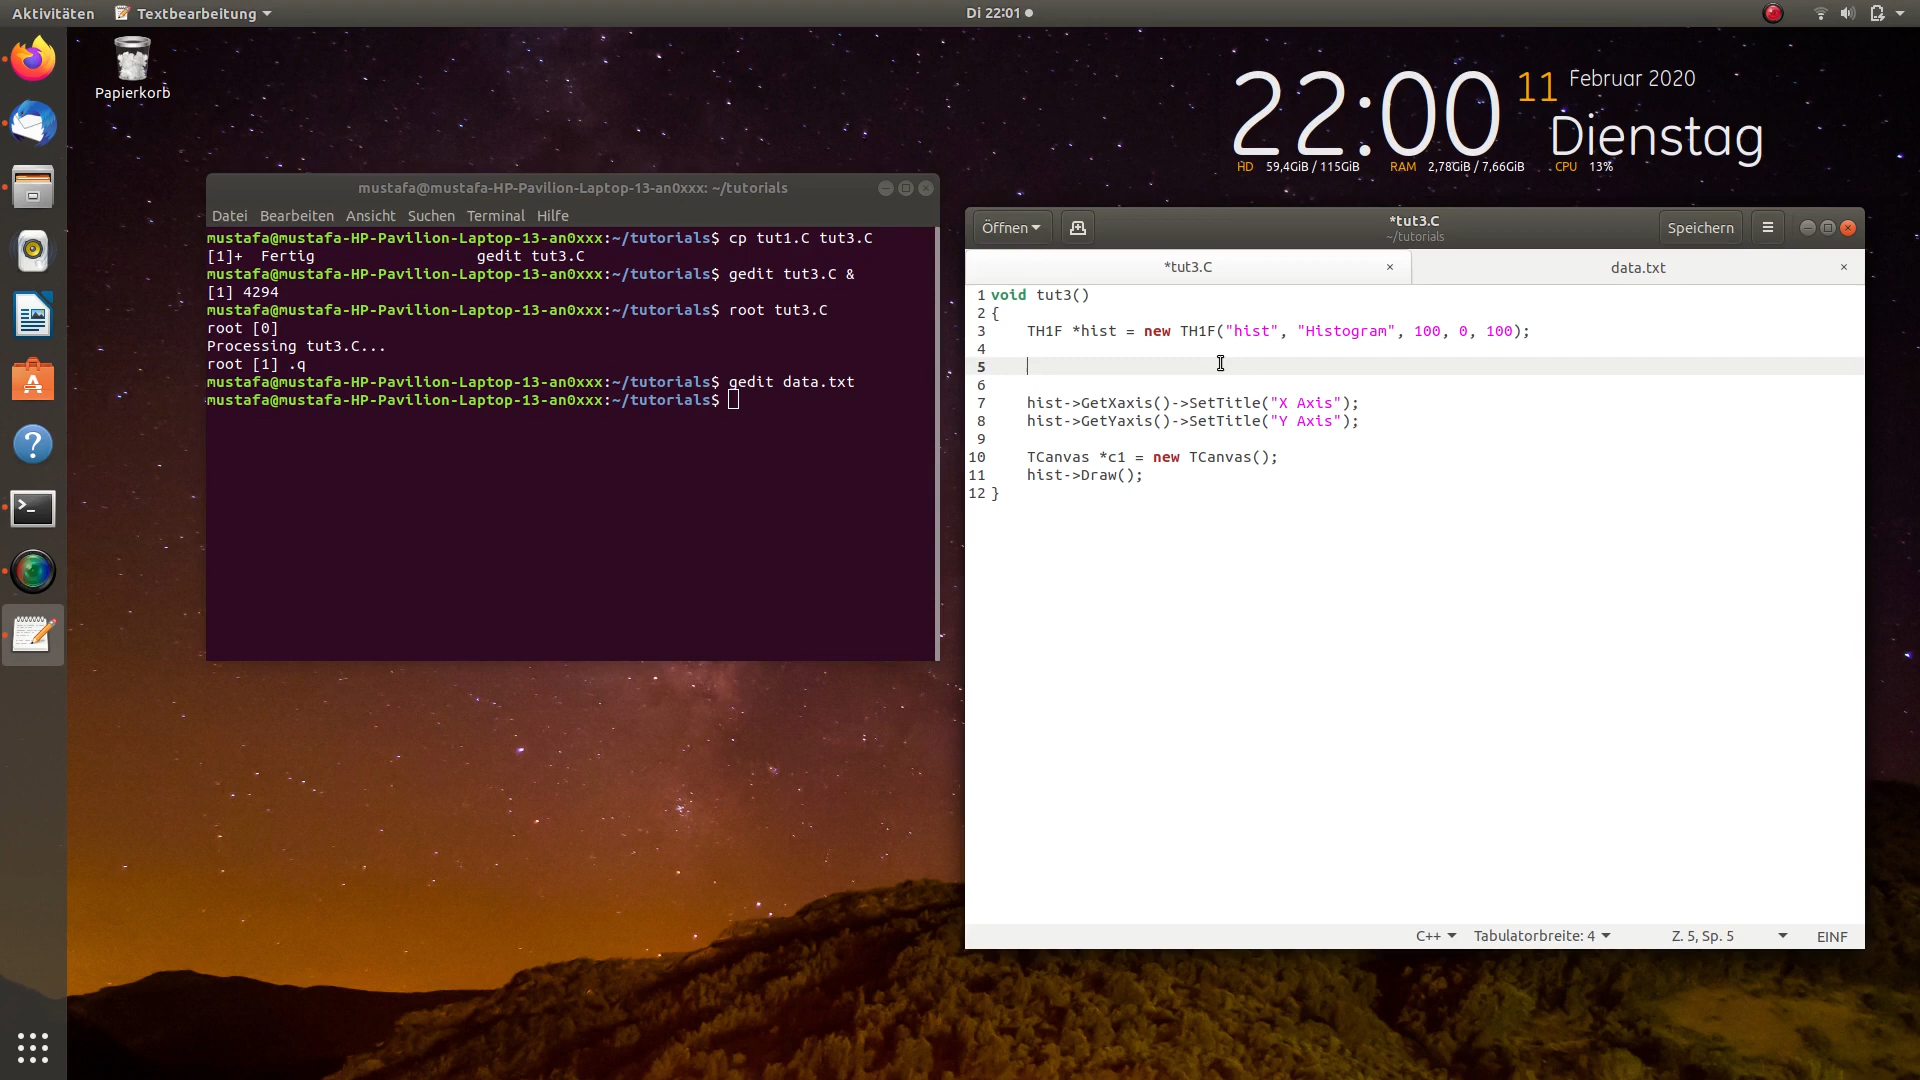 Aktivitäten Textbearbeitung Di 22:01
Papierkorb
22:00 11 Februar 2020
Dienstag
HD 59,4GiB / 115GiB RAM 2,78GiB / 7,66GiB CPU 13%
mustafa@mustafa-HP-Pavilion-Laptop-13-an0xxx: ~/tutorials
Datei Bearbeiten Ansicht Suchen Terminal Hilfe
mustafa@mustafa-HP-Pavilion-Laptop-13-an0xxx:~/tutorials$ cp tut1.C tut3.C
[1]+  Fertig                  gedit tut3.C
mustafa@mustafa-HP-Pavilion-Laptop-13-an0xxx:~/tutorials$ gedit tut3.C &
[1] 4294
mustafa@mustafa-HP-Pavilion-Laptop-13-an0xxx:~/tutorials$ root tut3.C
root [0]
Processing tut3.C...
root [1] .q
mustafa@mustafa-HP-Pavilion-Laptop-13-an0xxx:~/tutorials$ gedit data.txt
mustafa@mustafa-HP-Pavilion-Laptop-13-an0xxx:~/tutorials$
Öffnen *tut3.C Speichern
~/tutorials
*tut3.C × data.txt ×
1 void tut3()
2 {
3     TH1F *hist = new TH1F("hist", "Histogram", 100, 0, 100);
4
5
6
7     hist->GetXaxis()->SetTitle("X Axis");
8     hist->GetYaxis()->SetTitle("Y Axis");
9
10     TCanvas *c1 = new TCanvas();
11     hist->Draw();
12 }
C++ Tabulatorbreite: 4 Z. 5, Sp. 5 EINF